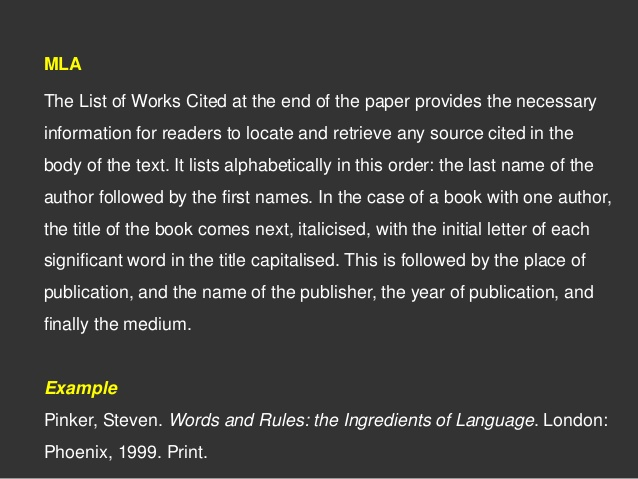 MLA
The List of Works Cited at the end of the paper provides the necessary
information for readers to locate and retrieve any source cited in the
body of the text. It lists alphabetically in this order: the last name of the
author followed by the first names. In the case of a book with one author,
the title of the book comes next, italicised, with the initial letter of each
significant word in the title capitalised. This is followed by the place of
publication, and the name of the publisher, the year of publication, and
finally the medium.
Example
Pinker, Steven. Words and Rules: the Ingredients of Language. London:
Phoenix, 1999. Print.